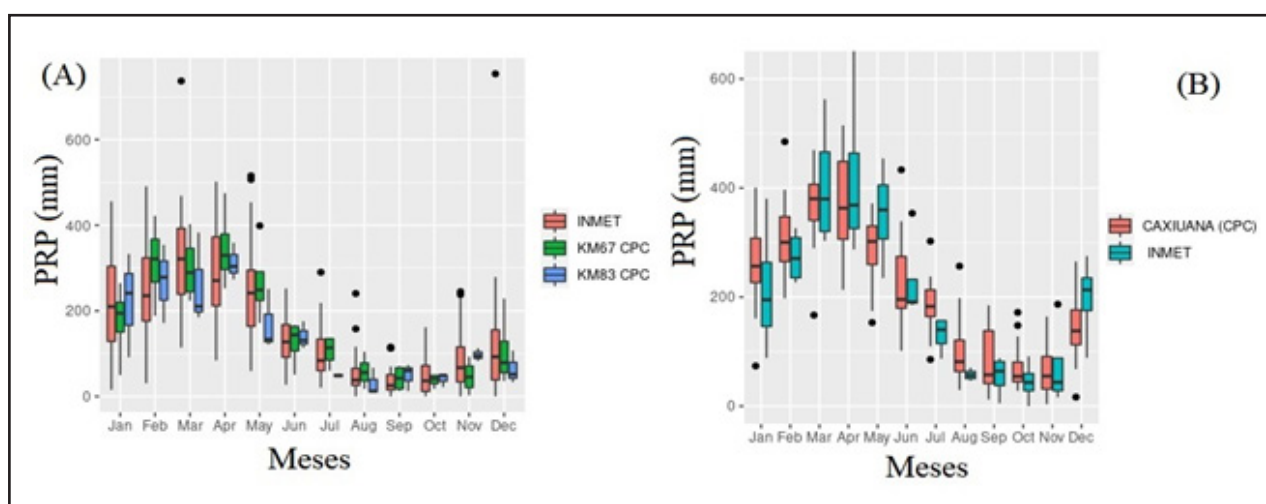 (A)
PRP (mm)
600
400
200
0
Jan Feb Mar Apr May Jun Jul Aug Sep Oct Nov Dec
Meses
INMET
KM67 CPC
KM83 CPC
(B)
PRP (mm)
600
400
200
0
Jan Feb Mar Apr May Jun Jul Aug Sep Oct Nov Dec
Meses
CAXIUANA (CPC)
INMET